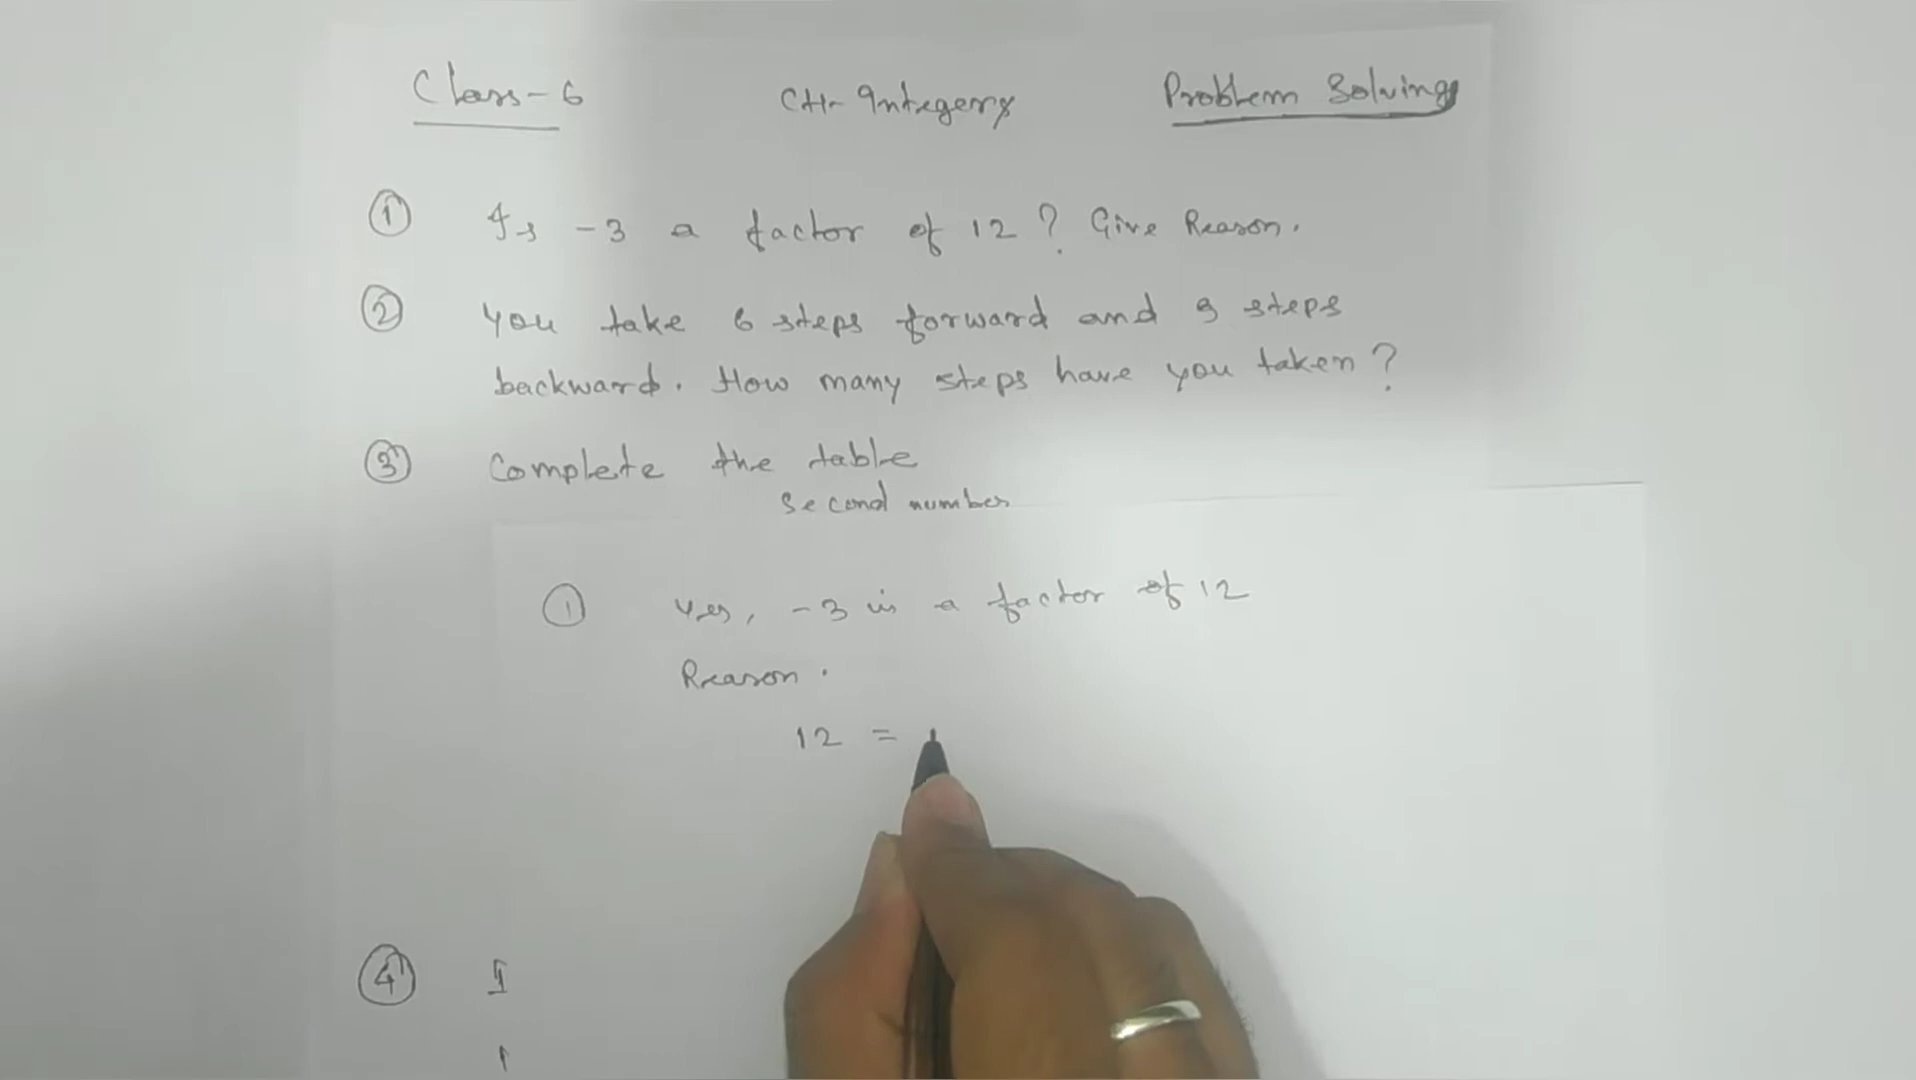 Class-6 CH- Integers Problem Solving
① Is -3 a factor of 12? Give Reason.
② You take 6 steps forward and 9 steps
backward. How many steps have you taken?
③ Complete the table
Second number
① Yes, -3 is a factor of 12
Reason.
12 =
④